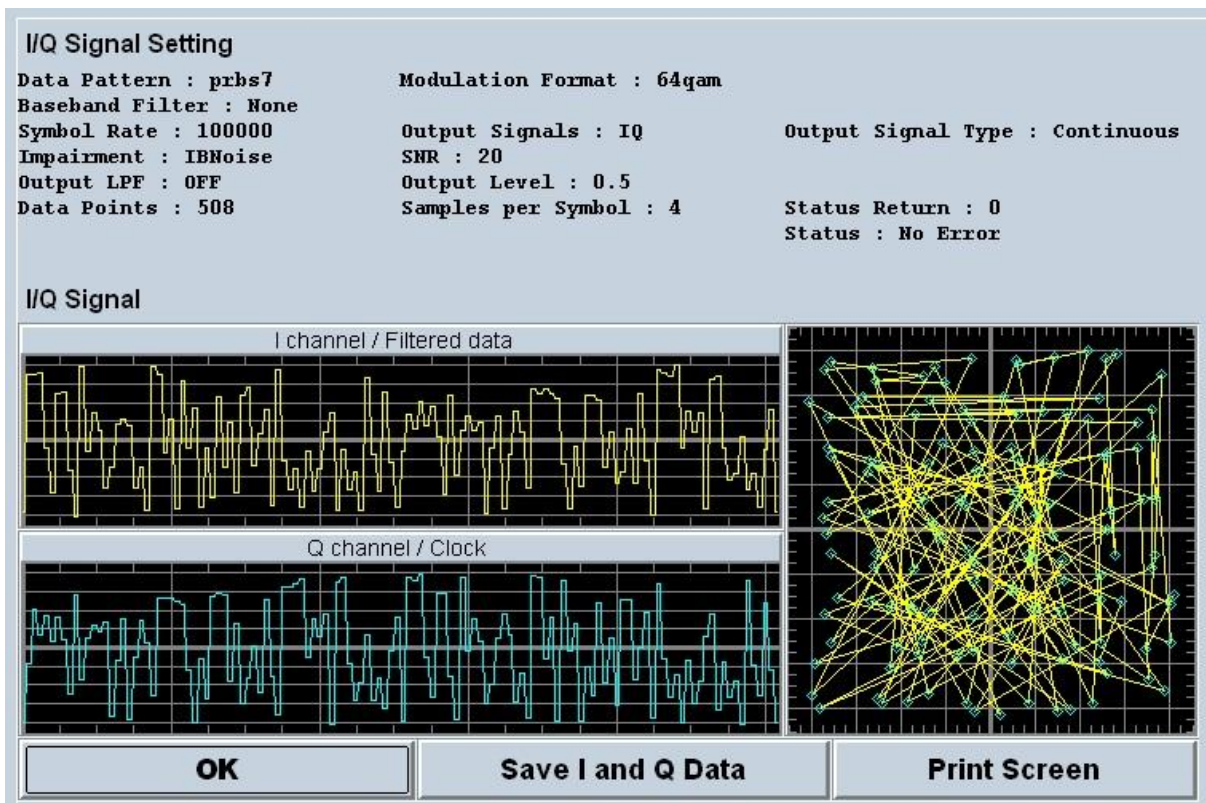 I/Q Signal Setting
Data Pattern : prbs7 Modulation Format : 64qam
Baseband Filter : None
Symbol Rate : 100000 Output Signals : IQ Output Signal Type : Continuous
Impairment : IBNoise SNR : 20
Output LPF : OFF Output Level : 0.5
Data Points : 508 Samples per Symbol : 4 Status Return : 0
Status : No Error
I/Q Signal
I channel / Filtered data
Q channel / Clock
OK Save I and Q Data Print Screen